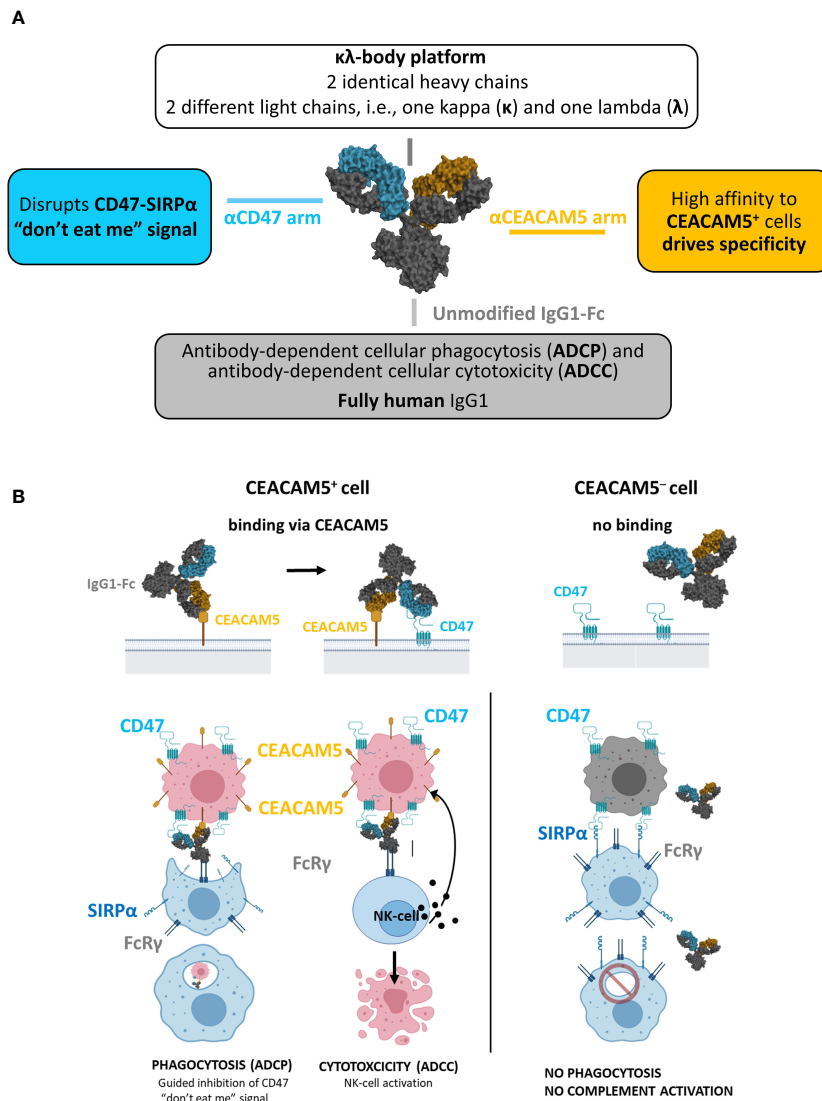 A
κλ-body platform
2 identical heavy chains
2 different light chains, i.e., one kappa (κ) and one lambda (λ)
Disrupts CD47-SIRPα
“don’t eat me” signal
αCD47 arm
αCEACAM5 arm
High affinity to
CEACAM5⁺ cells
drives specificity
Unmodified IgG1-Fc
Antibody-dependent cellular phagocytosis (ADCP) and
antibody-dependent cellular cytotoxicity (ADCC)
Fully human IgG1
B
CEACAM5⁺ cell
CEACAM5⁻ cell
binding via CEACAM5
no binding
IgG1-Fc
CEACAM5
CEACAM5
CD47
CD47
CD47
CD47
CD47
CEACAM5
CEACAM5
SIRPα
FcRγ
FcRγ
NK-cell
SIRPα
FcRγ
PHAGOCYTOSIS (ADCP)
Guided inhibition of CD47
“don’t eat me” signal
CYTOTOXCICITY (ADCC)
NK-cell activation
NO PHAGOCYTOSIS
NO COMPLEMENT ACTIVATION